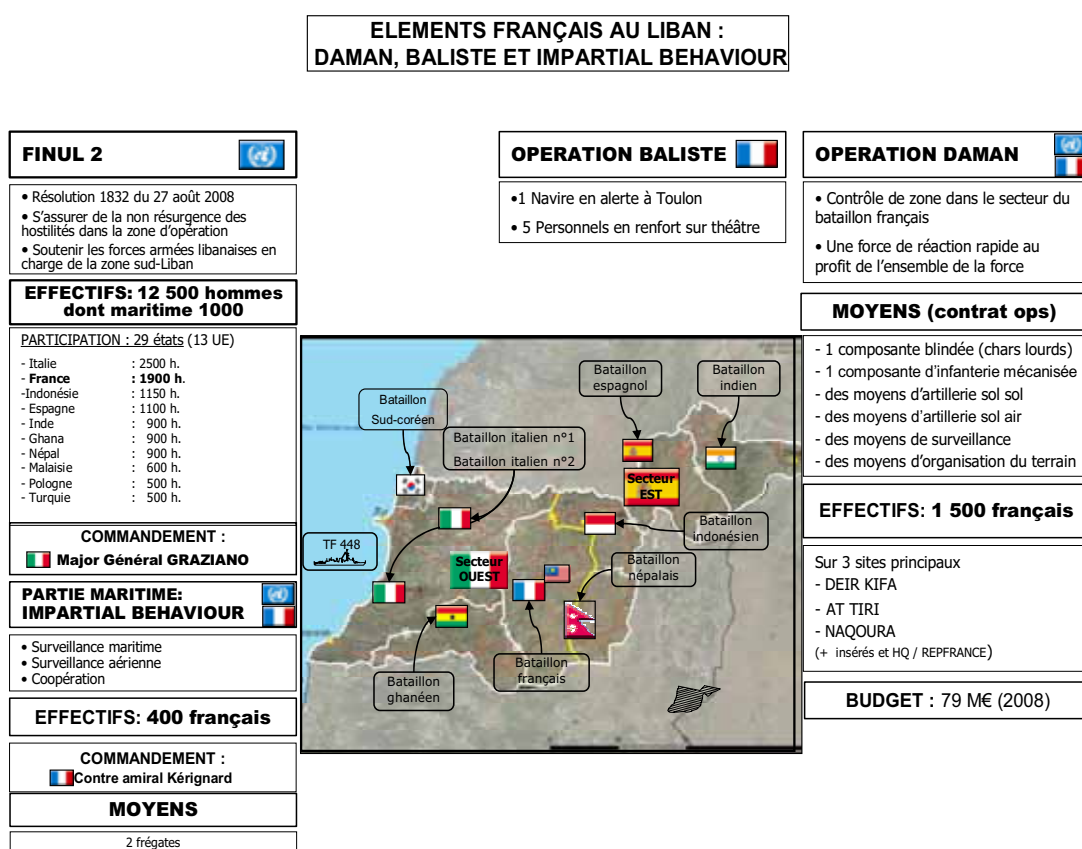 ELEMENTS FRANÇAIS AU LIBAN :
DAMAN, BALISTE ET IMPARTIAL BEHAVIOUR
FINUL 2
• Résolution 1832 du 27 août 2008
• S'assurer de la non résurgence des
hostilités dans la zone d'opération
• Soutenir les forces armées libanaises en
charge de la zone sud-Liban
EFFECTIFS: 12 500 hommes
dont maritime 1000
PARTICIPATION : 29 états (13 UE)
- Italie : 2500 h.
- France : 1900 h.
-Indonésie : 1150 h.
- Espagne : 1100 h.
- Inde : 900 h.
- Ghana : 900 h.
- Népal : 900 h.
- Malaisie : 600 h.
- Pologne : 500 h.
- Turquie : 500 h.
COMMANDEMENT :
Major Général GRAZIANO
PARTIE MARITIME:
IMPARTIAL BEHAVIOUR
• Surveillance maritime
• Surveillance aérienne
• Coopération
EFFECTIFS: 400 français
COMMANDEMENT :
Contre amiral Kérignard
MOYENS
2 frégates
OPERATION BALISTE
•1 Navire en alerte à Toulon
• 5 Personnels en renfort sur théâtre
Bataillon
Sud-coréen
Bataillon italien n°1
Bataillon italien n°2
Bataillon
espagnol
Bataillon
indien
Secteur
EST
TF 448
Secteur
OUEST
Bataillon
indonésien
Bataillon
népalais
Bataillon
ghanéen
Bataillon
français
OPERATION DAMAN
• Contrôle de zone dans le secteur du
bataillon français
• Une force de réaction rapide au
profit de l'ensemble de la force
MOYENS (contrat ops)
- 1 composante blindée (chars lourds)
- 1 composante d'infanterie mécanisée
- des moyens d'artillerie sol sol
- des moyens d'artillerie sol air
- des moyens de surveillance
- des moyens d'organisation du terrain
EFFECTIFS: 1 500 français
Sur 3 sites principaux
- DEIR KIFA
- AT TIRI
- NAQOURA
(+ insérés et HQ / REPFRANCE)
BUDGET : 79 M€ (2008)